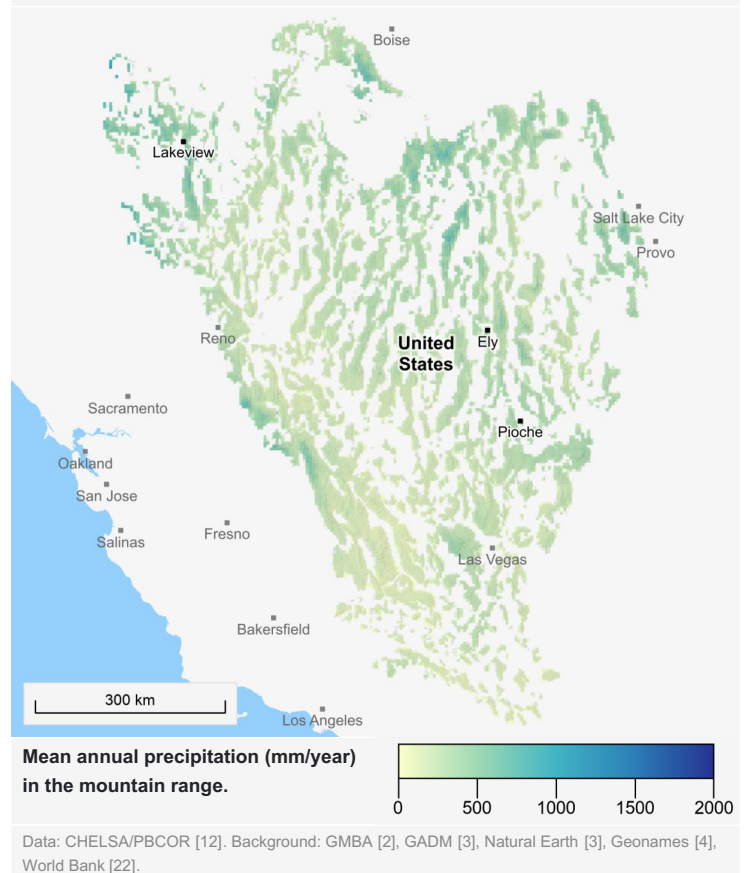 Boise
Lakeview
Salt Lake City
Provo
Reno
United
States
Ely
Sacramento
Pioche
Oakland
San Jose
Salinas
Fresno
Las Vegas
Bakersfield
300 km
Los Angeles
Mean annual precipitation (mm/year)
in the mountain range.
0 500 1000 1500 2000
Data: CHELSA/PBCOR [12]. Background: GMBA [2], GADM [3], Natural Earth [3], Geonames [4],
World Bank [22].